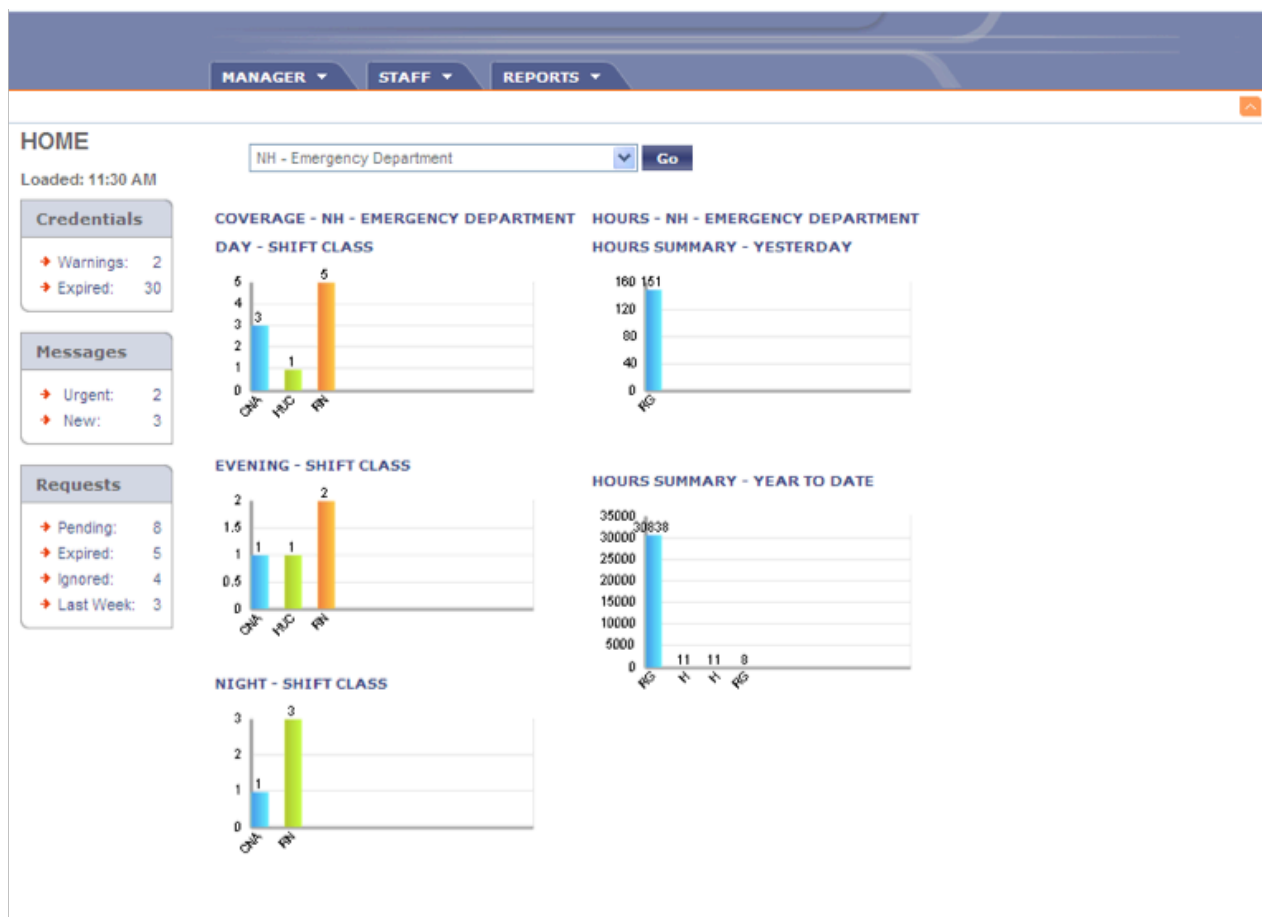 MANAGER
STAFF
REPORTS
HOME
NH - Emergency Department
Go
Loaded: 11:30 AM
Credentials
Warnings: 2
Expired: 30
Messages
Urgent: 2
New: 3
Requests
Pending: 8
Expired: 5
Ignored: 4
Last Week: 3
COVERAGE - NH - EMERGENCY DEPARTMENT
DAY - SHIFT CLASS
5
4
3
2
1
0
3
1
5
CNA
HUC
RN
EVENING - SHIFT CLASS
2
1.5
1
0.5
0
1
1
2
CNA
HUC
RN
NIGHT - SHIFT CLASS
3
2
1
0
1
3
CNA
RN
HOURS - NH - EMERGENCY DEPARTMENT
HOURS SUMMARY - YESTERDAY
160
120
80
40
0
151
RG
HOURS SUMMARY - YEAR TO DATE
35000
30000
25000
20000
15000
10000
5000
0
30838
11
11
8
RG
H
H
RG